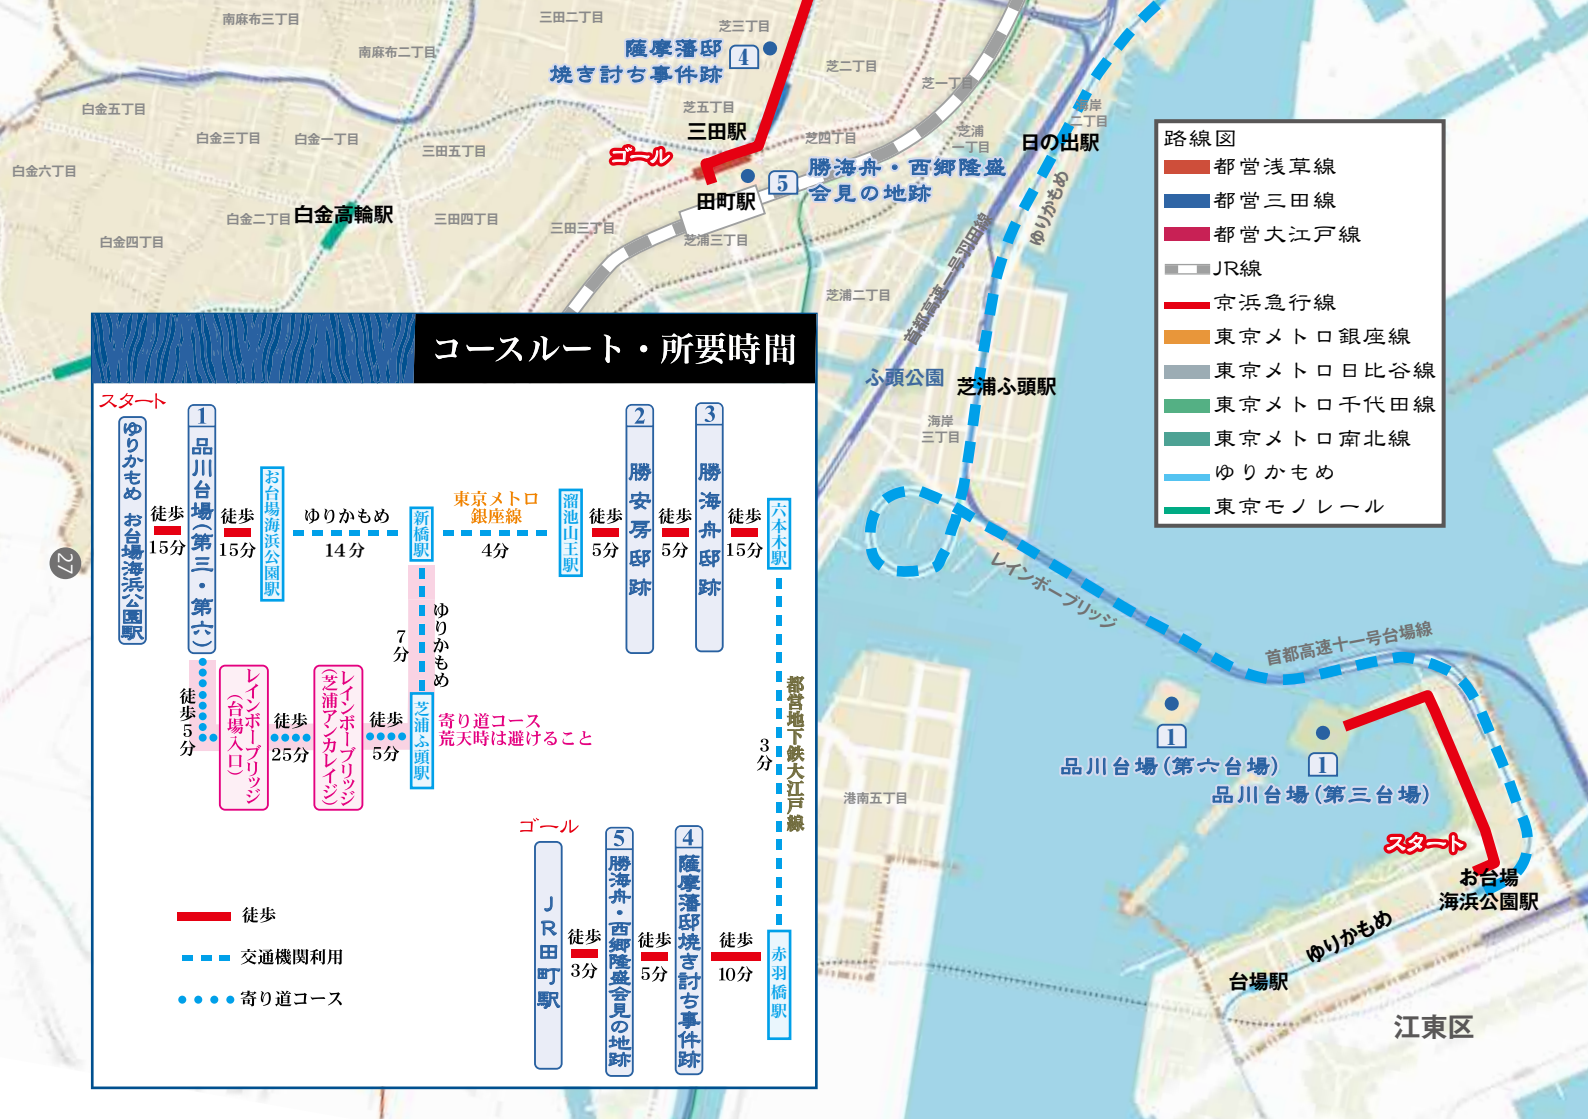 南麻布三丁目
三田二丁目
芝三丁目
南麻布二丁目
薩摩藩邸
焼き討ち事件跡
4
芝二丁目
芝一丁目
白金五丁目
芝五丁目
海岸
二丁目
白金三丁目
白金一丁目
三田駅
芝四丁目
芝浦
一丁目
日の出駅
三田五丁目
ゴール
白金六丁目
5
勝海舟・西郷隆盛
会見の地跡
田町駅
ゆりかもめ
白金二丁目
白金高輪駅
三田四丁目
三田三丁目
白金四丁目
芝浦三丁目
首都高速一号羽田線
芝浦二丁目
ふ頭公園
芝浦ふ頭駅
海岸
三丁目
レインボーブリッジ
首都高速十一号台場線
1
品川台場(第六台場)
1
品川台場(第三台場)
港南五丁目
スタート
お台場
海浜公園駅
ゆりかもめ
台場駅
江東区
路線図
都営浅草線
都営三田線
都営大江戸線
JR線
京浜急行線
東京メトロ銀座線
東京メトロ日比谷線
東京メトロ千代田線
東京メトロ南北線
ゆりかもめ
東京モノレール
27
コースルート・所要時間
スタート
ゆりかもめ お台場海浜公園駅
徒歩
15分
1
品川台場(第三・第六)
徒歩
15分
お台場海浜公園駅
ゆりかもめ
14分
新橋駅
東京メトロ
銀座線
4分
溜池山王駅
徒歩
5分
2
勝安房邸跡
徒歩
5分
3
勝海舟邸跡
徒歩
15分
六本木駅
都営地下鉄大江戸線
3分
赤羽橋駅
徒歩
10分
4
薩摩藩邸焼き討ち事件跡
徒歩
5分
5
勝海舟・西郷隆盛会見の地跡
徒歩
3分
ゴール
JR田町駅
徒歩5分
レインボーブリッジ
(台場入口)
徒歩
25分
レインボーブリッジ
(芝浦アンカレイジ)
徒歩
5分
芝浦ふ頭駅
ゆりかもめ
7分
寄り道コース
荒天時は避けること
徒歩
交通機関利用
寄り道コース